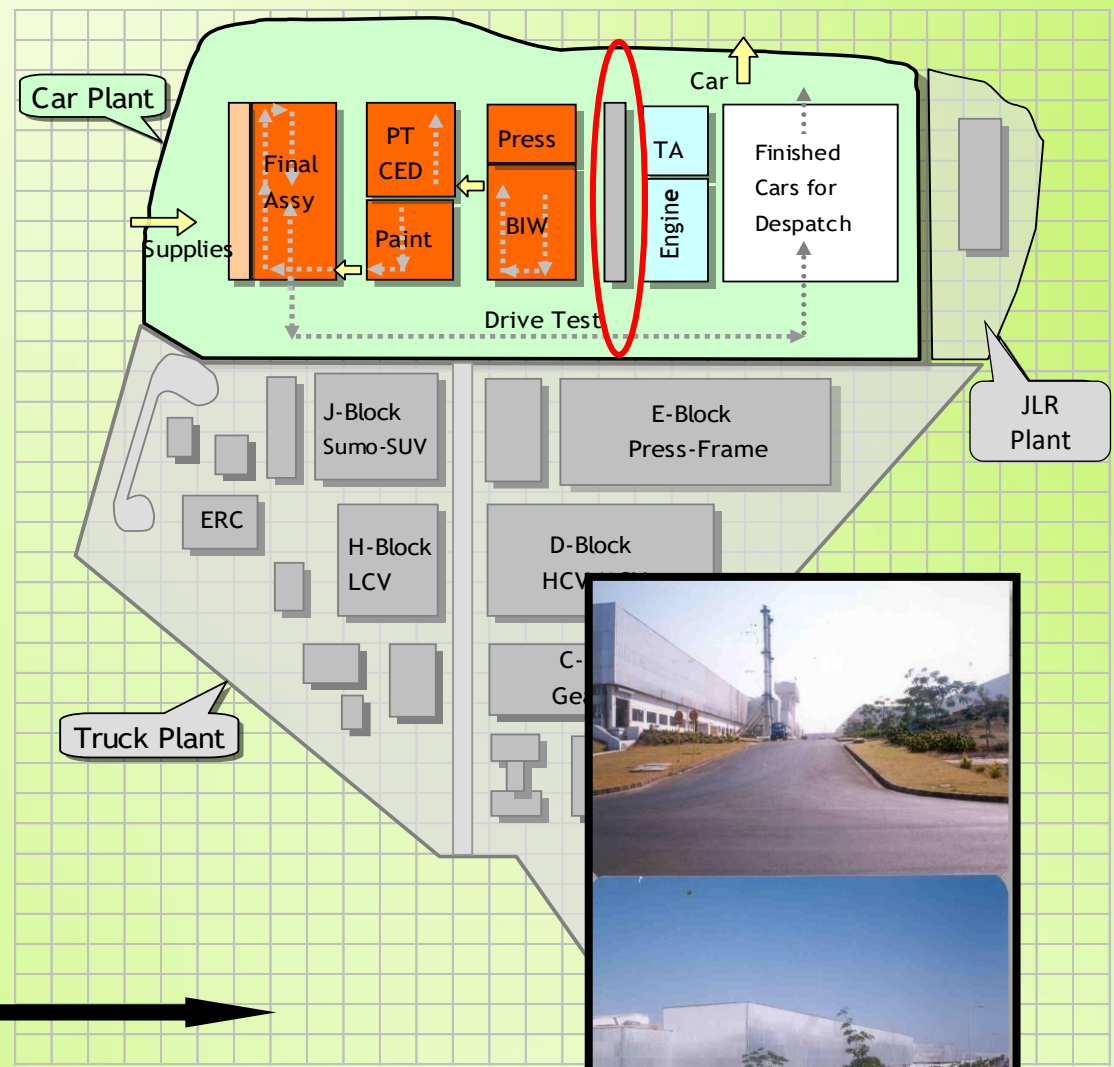 Car
Car Plant
Press
PT
CED
TA
Finished
Cars for
Despatch
Final
Assy
Paint
BIW
Engine
Supplies
Drive Test
JLR
Plant
J-Block
Sumo-SUV
E-Block
Press-Frame
ERC
H-Block
LCV
D-Block
HCV
C-
Truck Plant